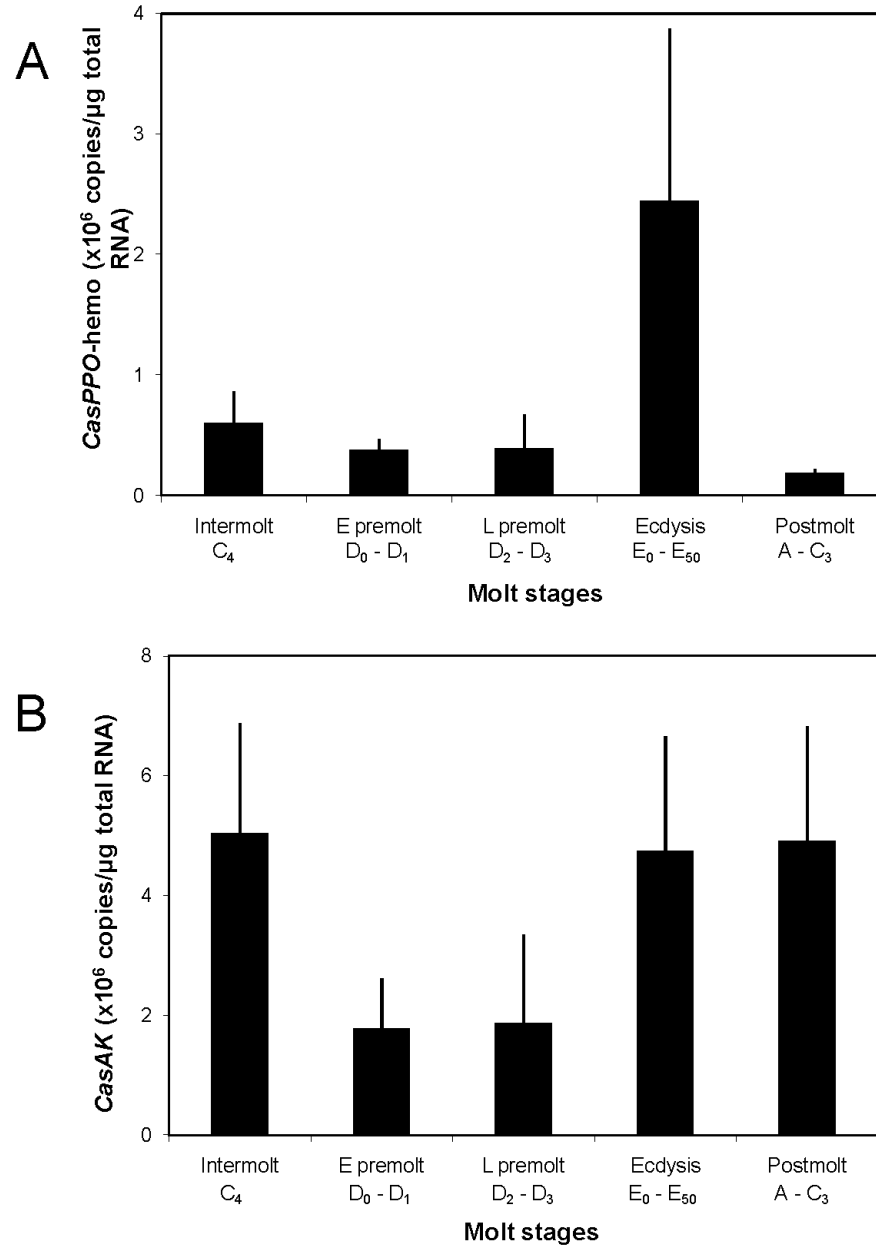 A
CasPPO-hemo (x10⁶ copies/µg total
RNA)
4
3
2
1
0
Intermolt E premolt L premolt Ecdysis Postmolt
C₄ D₀ - D₁ D₂ - D₃ E₀ - E₅₀ A - C₃
Molt stages
B
CasAK (x10⁶ copies/µg total RNA)
8
6
4
2
0
Intermolt E premolt L premolt Ecdysis Postmolt
C₄ D₀ - D₁ D₂ - D₃ E₀ - E₅₀ A - C₃
Molt stages